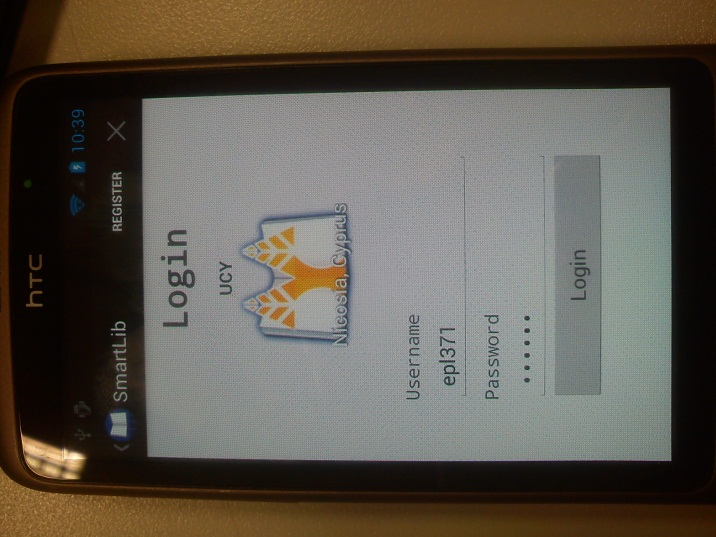 hTC
10:39
SmartLib
REGISTER
Login
UCY
Nicosia, Cyprus
Username
epl371
Password
•••••••
Login